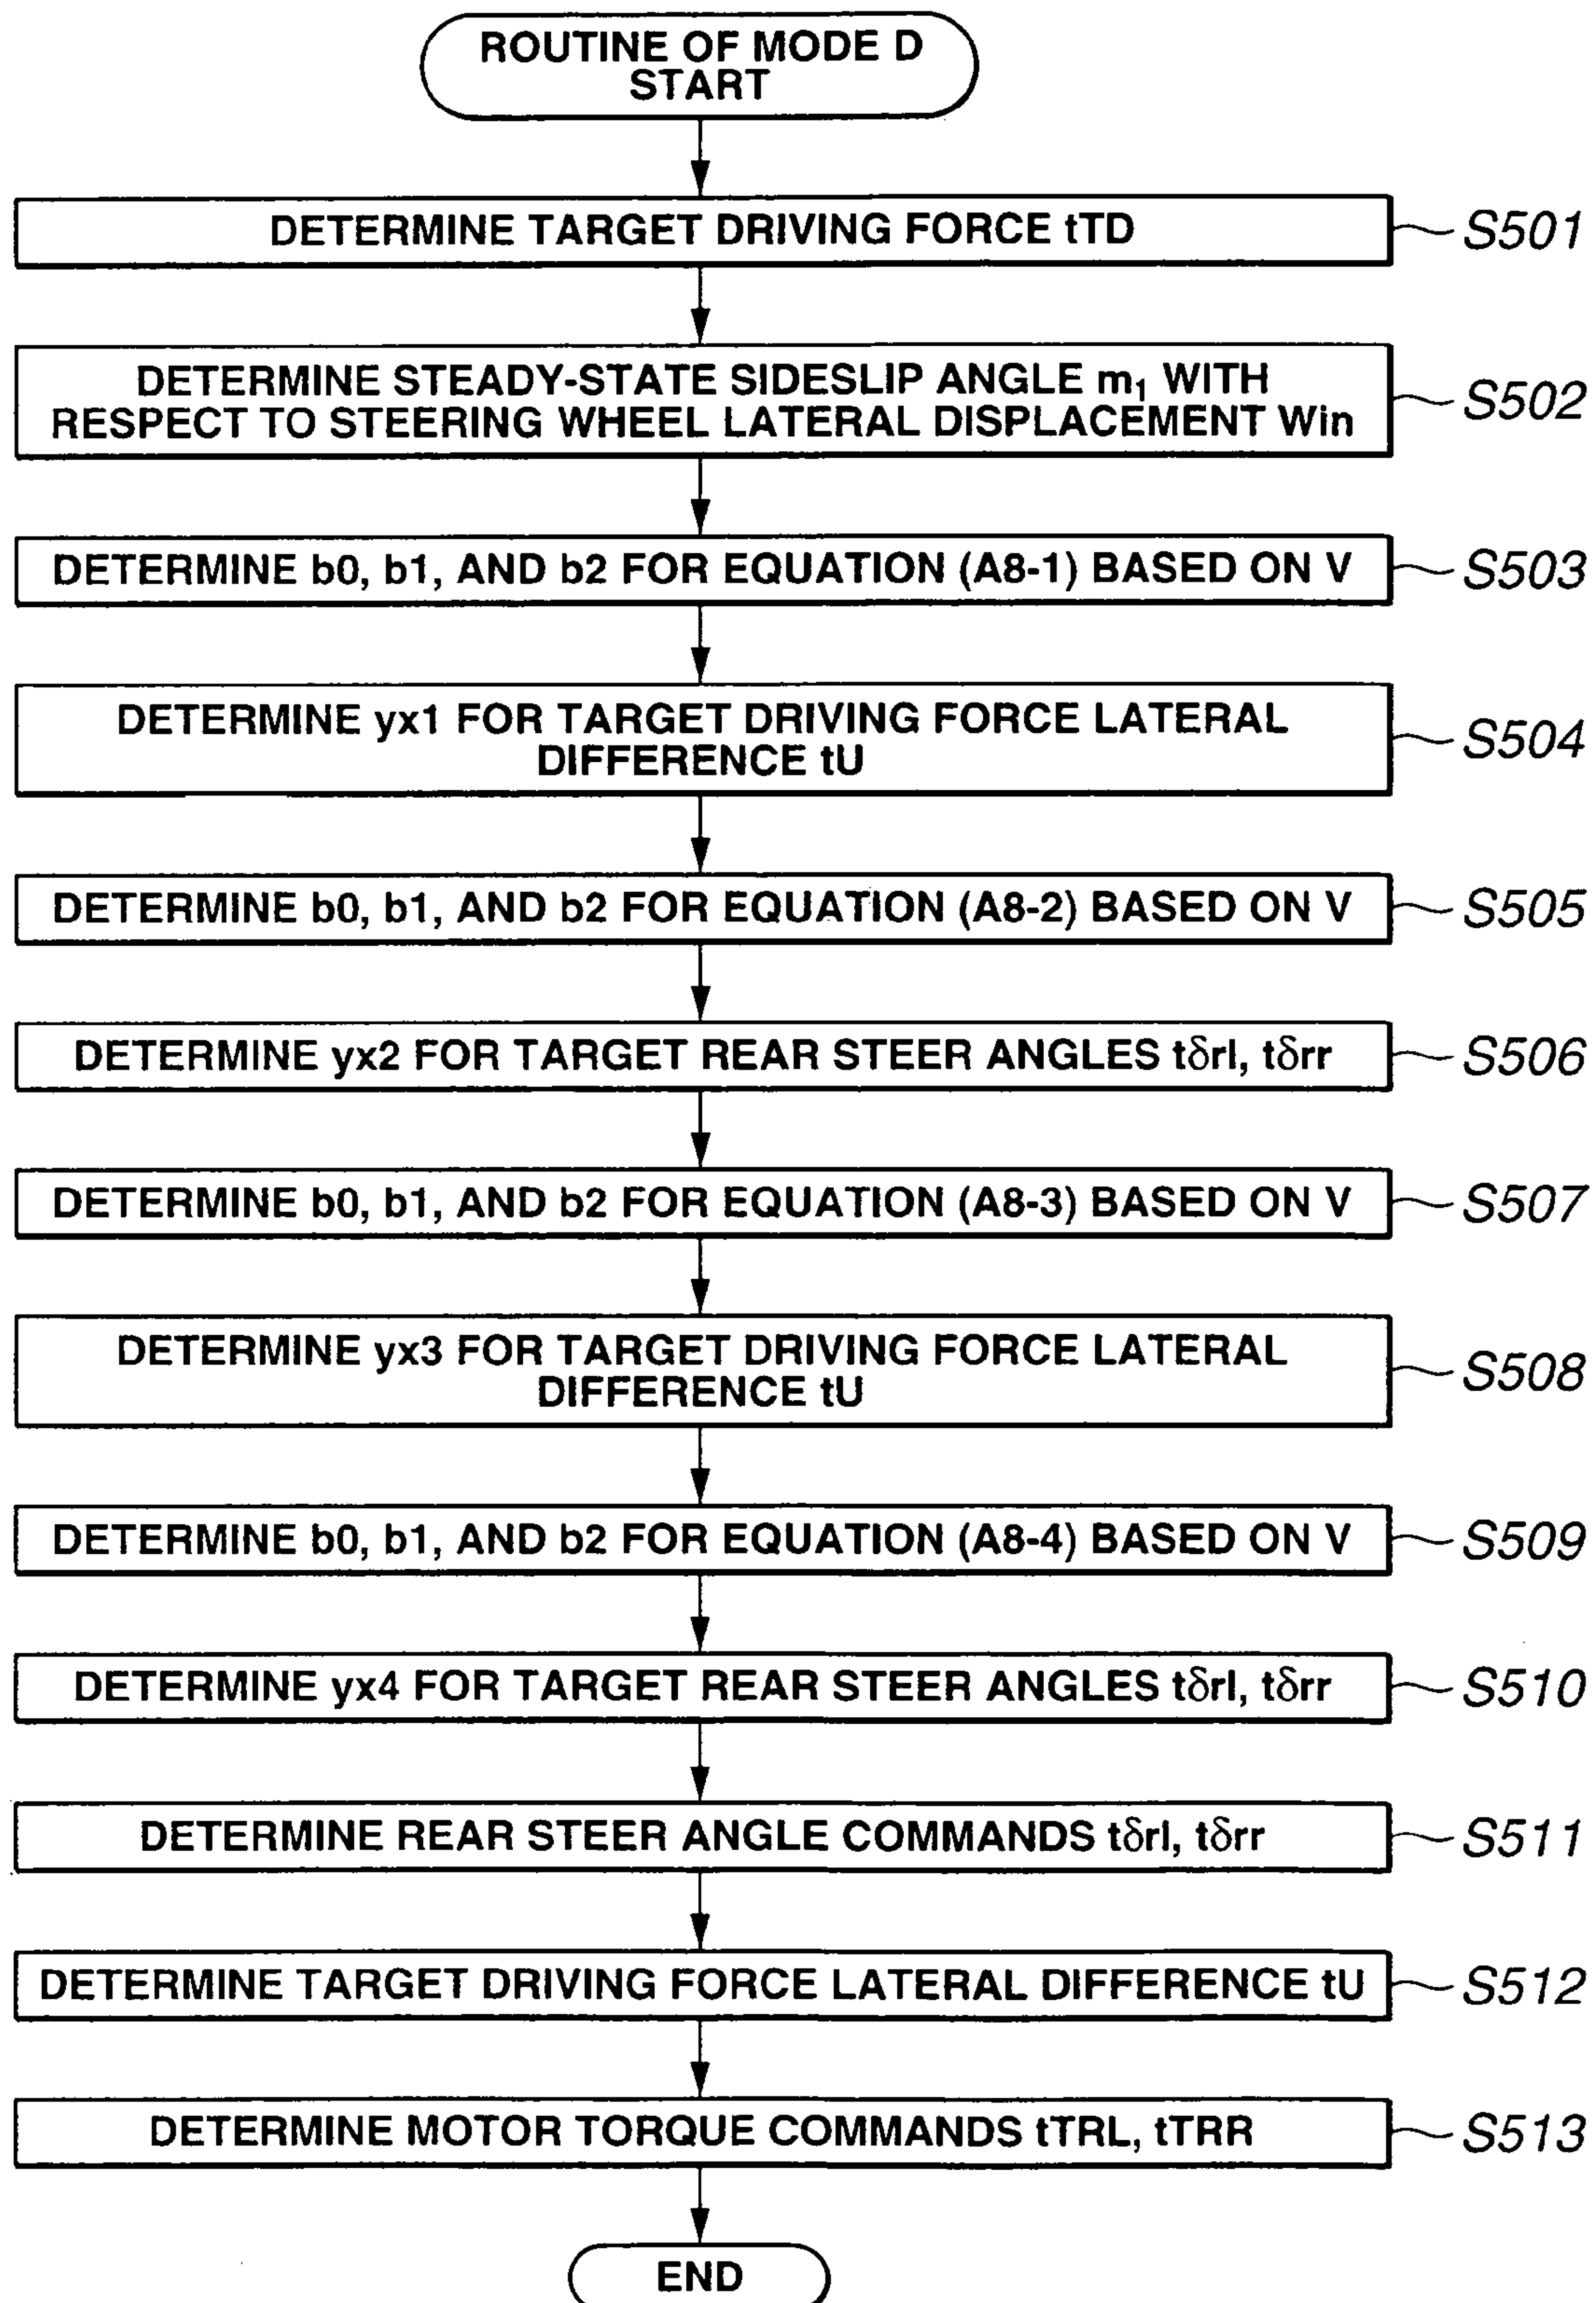 ROUTINE OF MODE D
START
DETERMINE TARGET DRIVING FORCE tTD
S501
DETERMINE STEADY-STATE SIDESLIP ANGLE m₁ WITH
RESPECT TO STEERING WHEEL LATERAL DISPLACEMENT Win
S502
DETERMINE b0, b1, AND b2 FOR EQUATION (A8-1) BASED ON V
S503
DETERMINE yx1 FOR TARGET DRIVING FORCE LATERAL
DIFFERENCE tU
S504
DETERMINE b0, b1, AND b2 FOR EQUATION (A8-2) BASED ON V
S505
DETERMINE yx2 FOR TARGET REAR STEER ANGLES tδrl, tδrr
S506
DETERMINE b0, b1, AND b2 FOR EQUATION (A8-3) BASED ON V
S507
DETERMINE yx3 FOR TARGET DRIVING FORCE LATERAL
DIFFERENCE tU
S508
DETERMINE b0, b1, AND b2 FOR EQUATION (A8-4) BASED ON V
S509
DETERMINE yx4 FOR TARGET REAR STEER ANGLES tδrl, tδrr
S510
DETERMINE REAR STEER ANGLE COMMANDS tδrl, tδrr
S511
DETERMINE TARGET DRIVING FORCE LATERAL DIFFERENCE tU
S512
DETERMINE MOTOR TORQUE COMMANDS tTRL, tTRR
S513
END